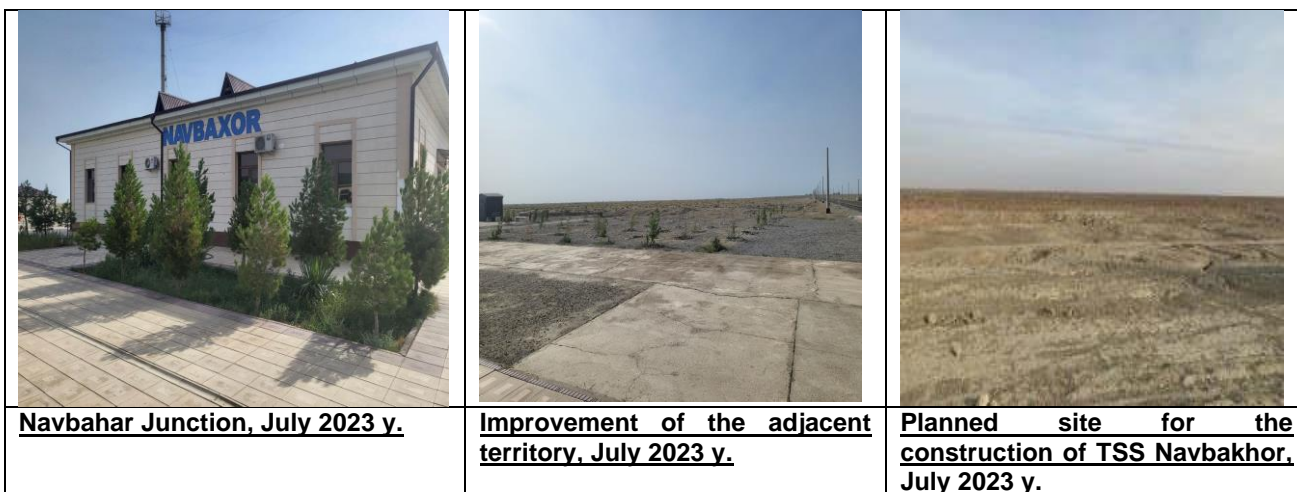 NAVBAXOR
Navbahar Junction, July 2023 y.
Improvement of the adjacent
territory, July 2023 y.
Planned site for the
construction of TSS Navbakhor,
July 2023 y.